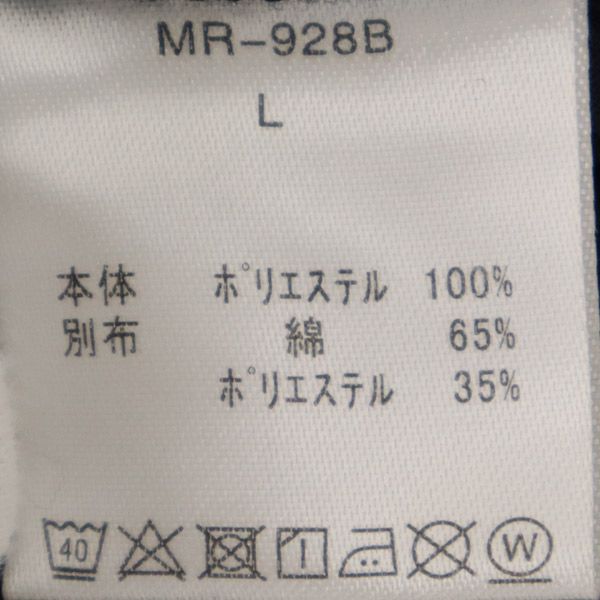 MR-928B
L
本体 ポリエステル 100%
別布 綿 65%
ポリエステル 35%
40 W